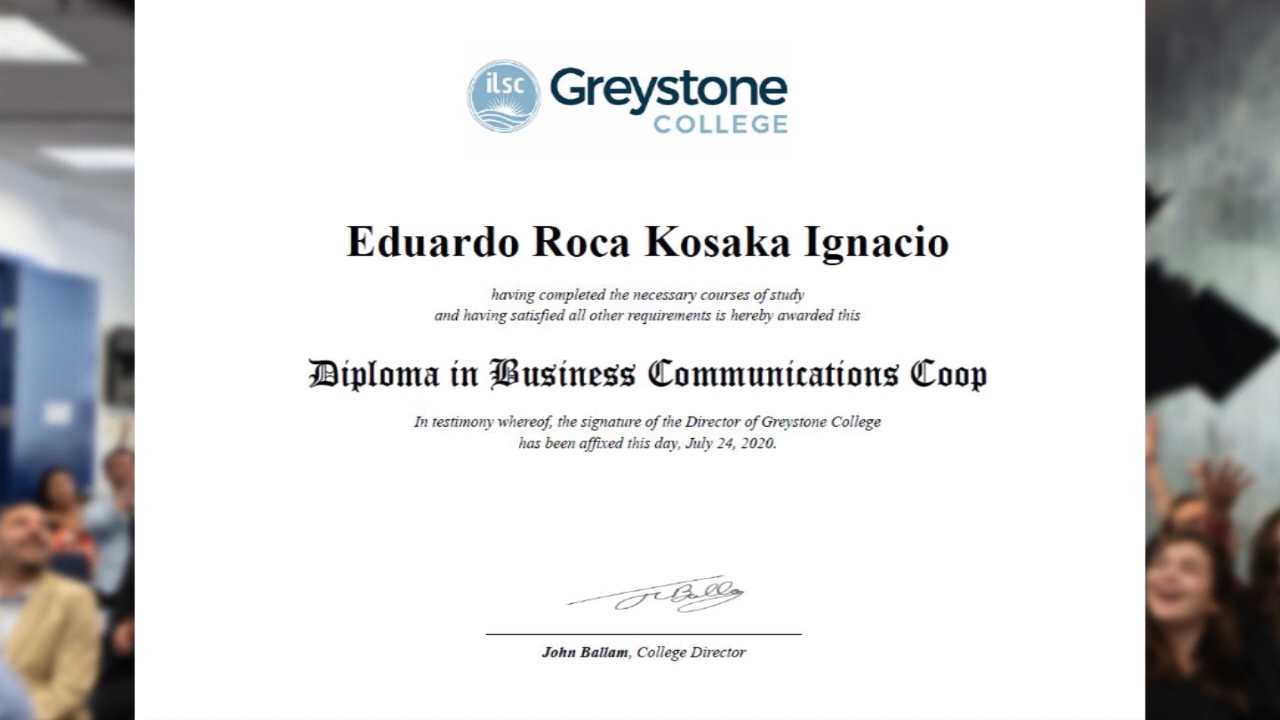 ilsc
Greystone
COLLEGE
Eduardo Roca Kosaka Ignacio
having completed the necessary courses of study
and having satisfied all other requirements is hereby awarded this
Diploma in Business Communications Coop
In testimony whereof, the signature of the Director of Greystone College
has been affixed this day, July 24, 2020.
John Ballam, College Director